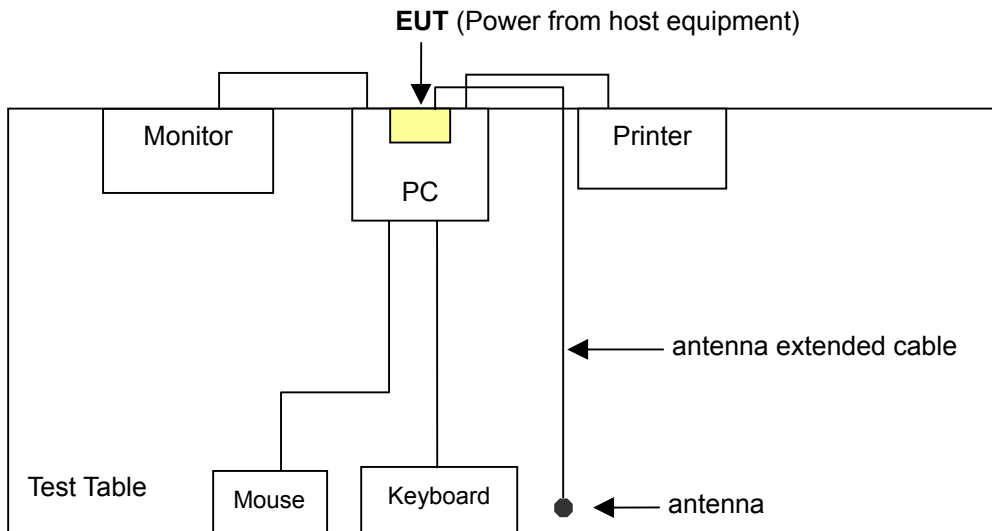 EUT (Power from host equipment)
Monitor
Printer
PC
antenna extended cable
Test Table
Mouse
Keyboard
antenna